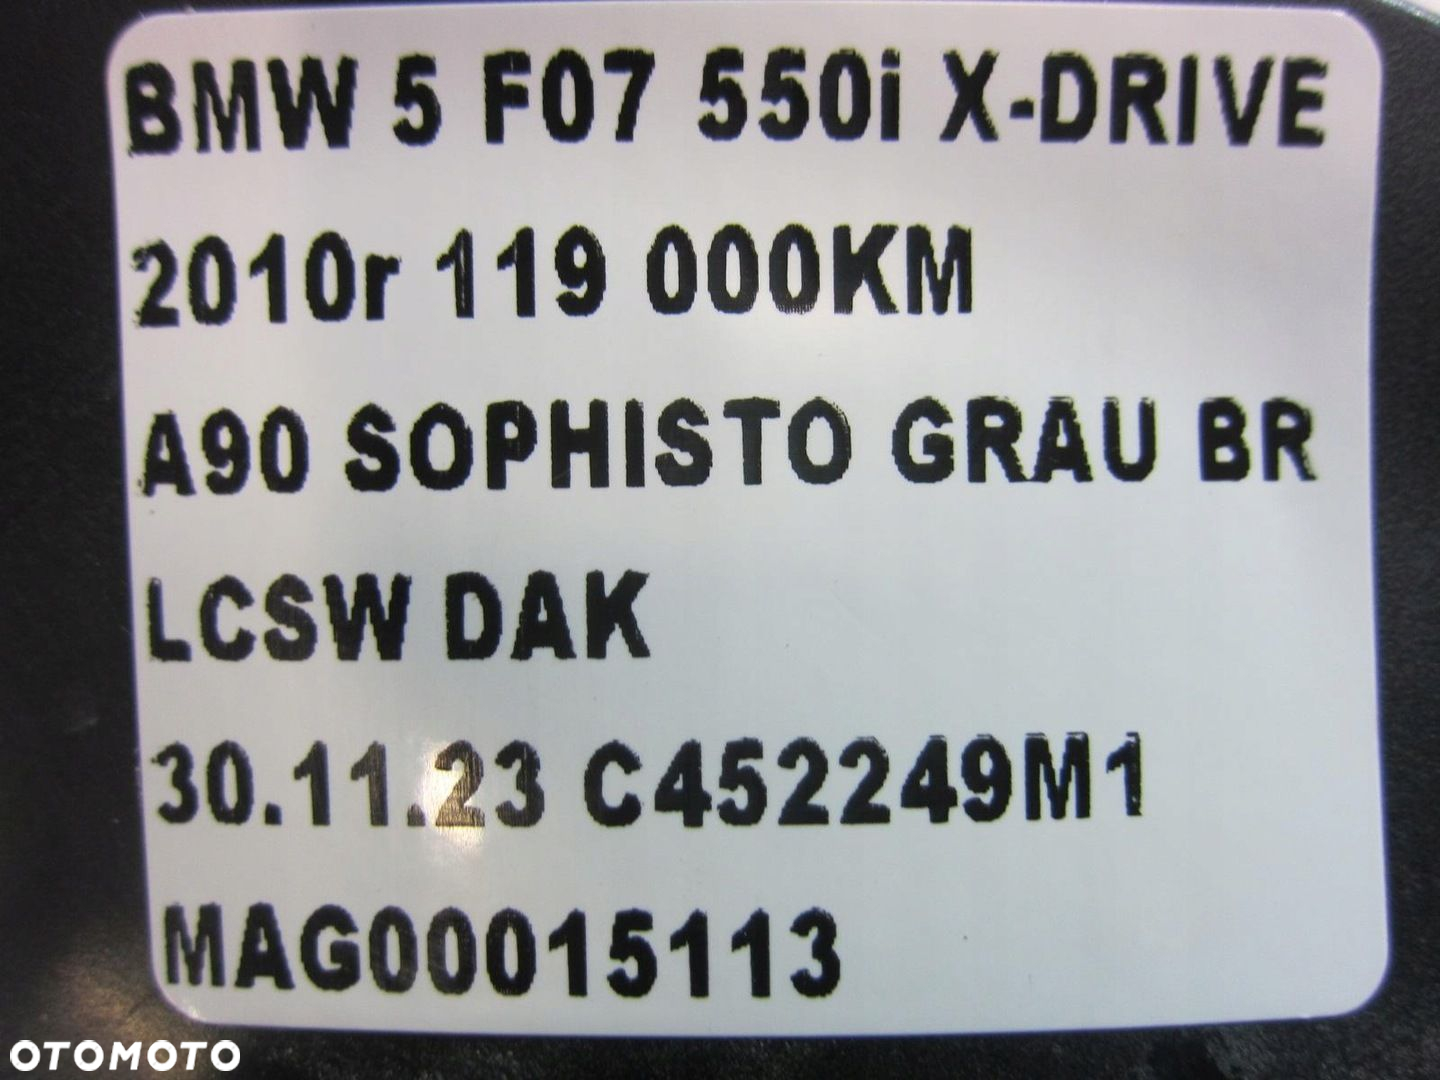 BMW 5 F07 550i X-DRIVE
2010r 119 000KM
A90 SOPHISTO GRAU BR
LCSW DAK
30.11.23 C452249M1
MAG00015113
OTOMOTO